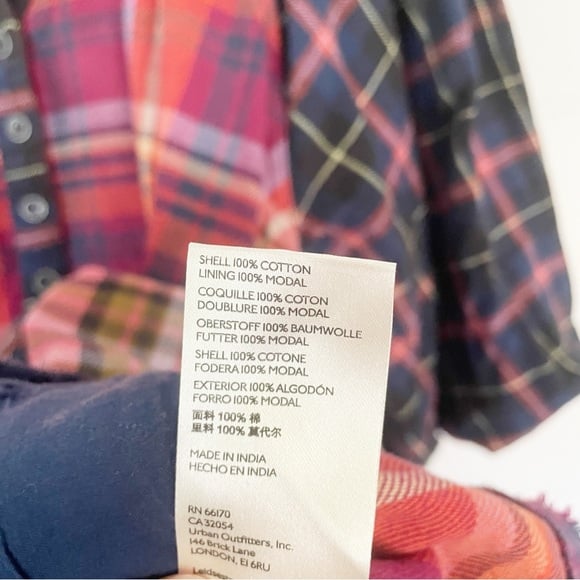 SHELL 100% COTTON
LINING 100% MODAL
COQUILLE 100% COTON
DOUBLURE 100% MODAL
OBERSTOFF 100% BAUMWOLLE
FUTTER 100% MODAL
SHELL 100% COTONE
FODERA 100% MODAL
EXTERIOR 100% ALGODÓN
FORRO 100% MODAL
面料 100% 棉
里料 100% 莫代尔
MADE IN INDIA
HECHO EN INDIA
RN 66170
CA 32054
Urban Outfitters, Inc.
146 Brick Lane
LONDON, E1 6RU